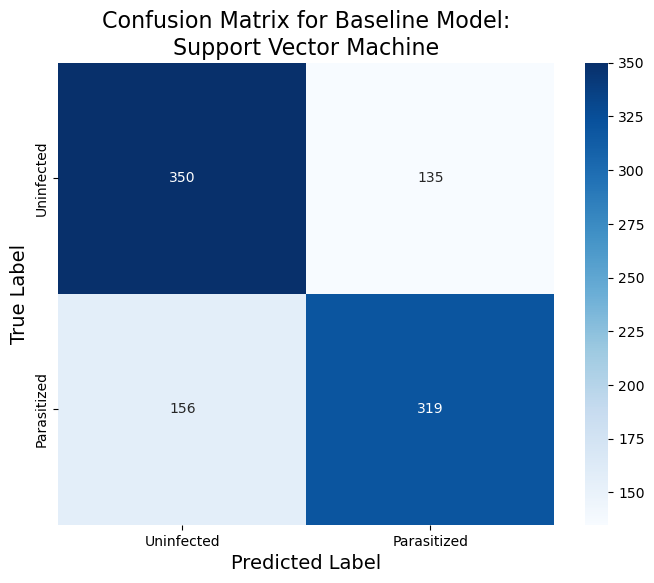 Confusion Matrix for Baseline Model:
Support Vector Machine
True Label
Uninfected
Parasitized
350
135
156
319
Uninfected
Parasitized
Predicted Label
350
325
300
275
250
225
200
175
150